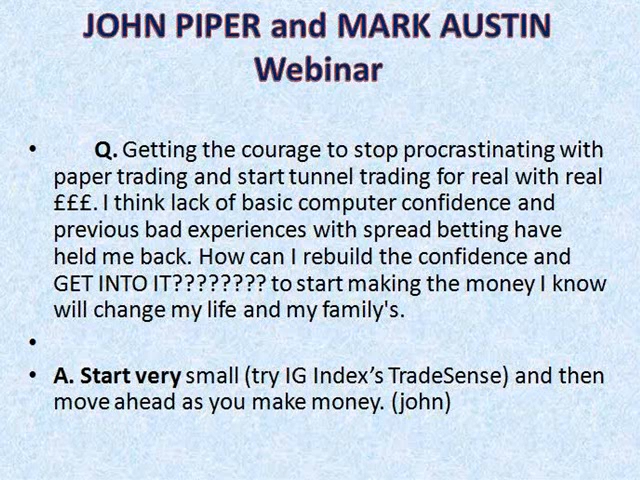 JOHN PIPER and MARK AUSTIN
Webinar
• Q. Getting the courage to stop procrastinating with
paper trading and start tunnel trading for real with real
£££. I think lack of basic computer confidence and
previous bad experiences with spread betting have
held me back. How can I rebuild the confidence and
GET INTO IT???????? to start making the money I know
will change my life and my family's.
•
• A. Start very small (try IG Index’s TradeSense) and then
move ahead as you make money. (john)